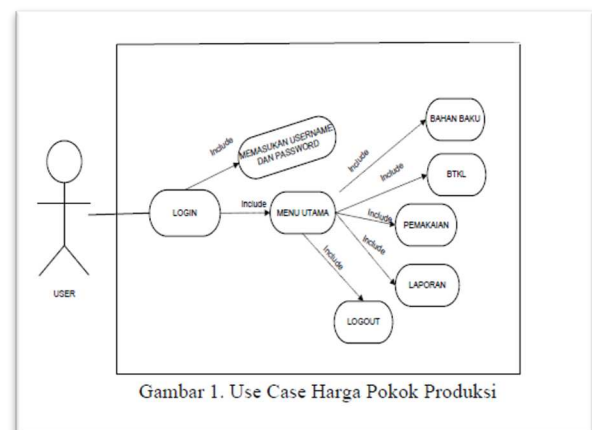 BAHAN BAKU
Include
MEMASUKAN USERNAME
DAN PASSWORD
Include
Include
BTKL
LOGIN
Include
MENU UTAMA
Include
PEMAKAIAN
Include
Include
LAPORAN
USER
LOGOUT
Gambar 1. Use Case Harga Pokok Produksi